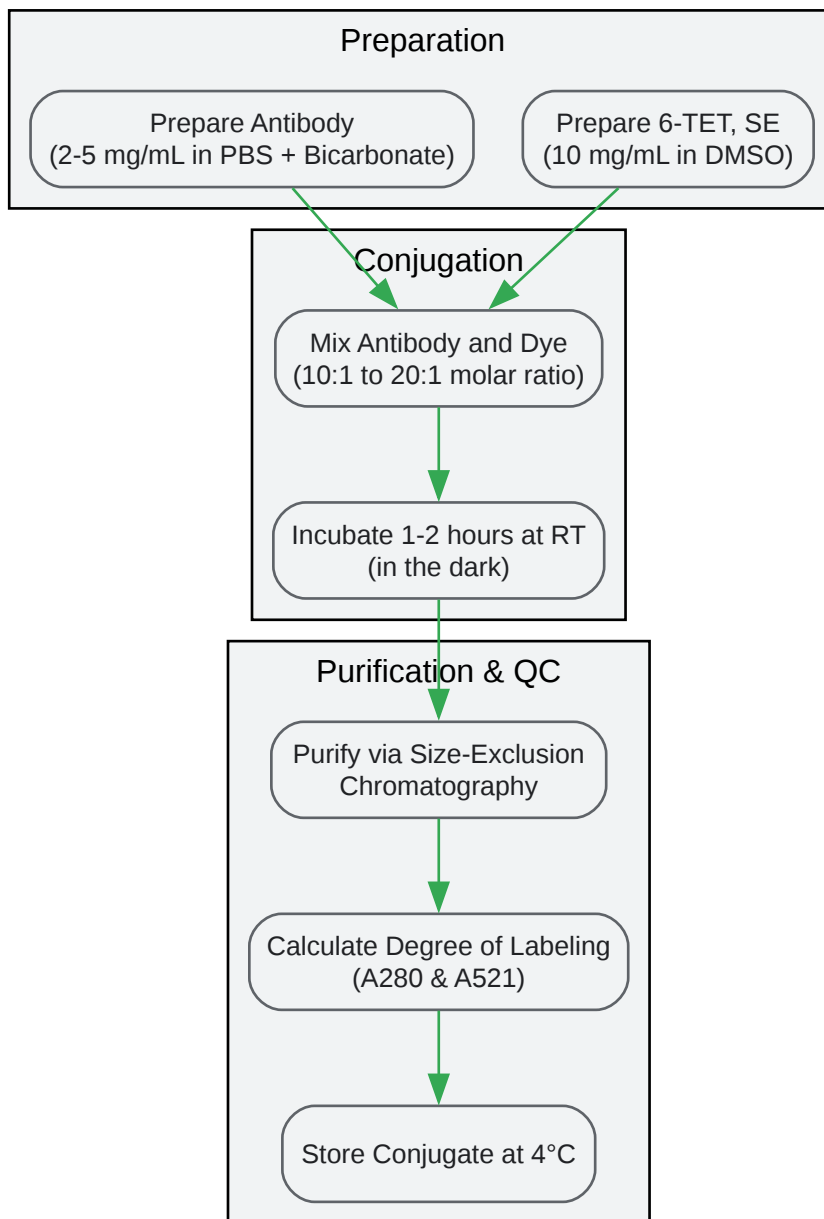 Preparation
Prepare Antibody
(2-5 mg/mL in PBS + Bicarbonate)
Prepare 6-TET, SE
(10 mg/mL in DMSO)
Conjugation
Mix Antibody and Dye
(10:1 to 20:1 molar ratio)
Incubate 1-2 hours at RT
(in the dark)
Purification & QC
Purify via Size-Exclusion
Chromatography
Calculate Degree of Labeling
(A280 & A521)
Store Conjugate at 4°C